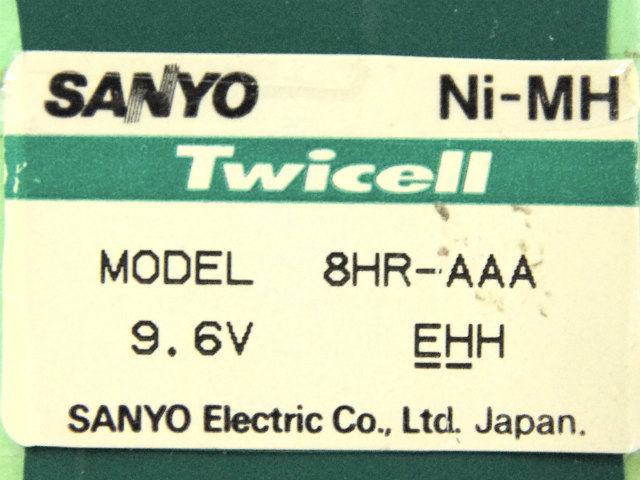 SANYO Ni-MH
Twicell
MODEL 8HR-AAA
9.6V EHH
SANYO Electric Co., Ltd. Japan.